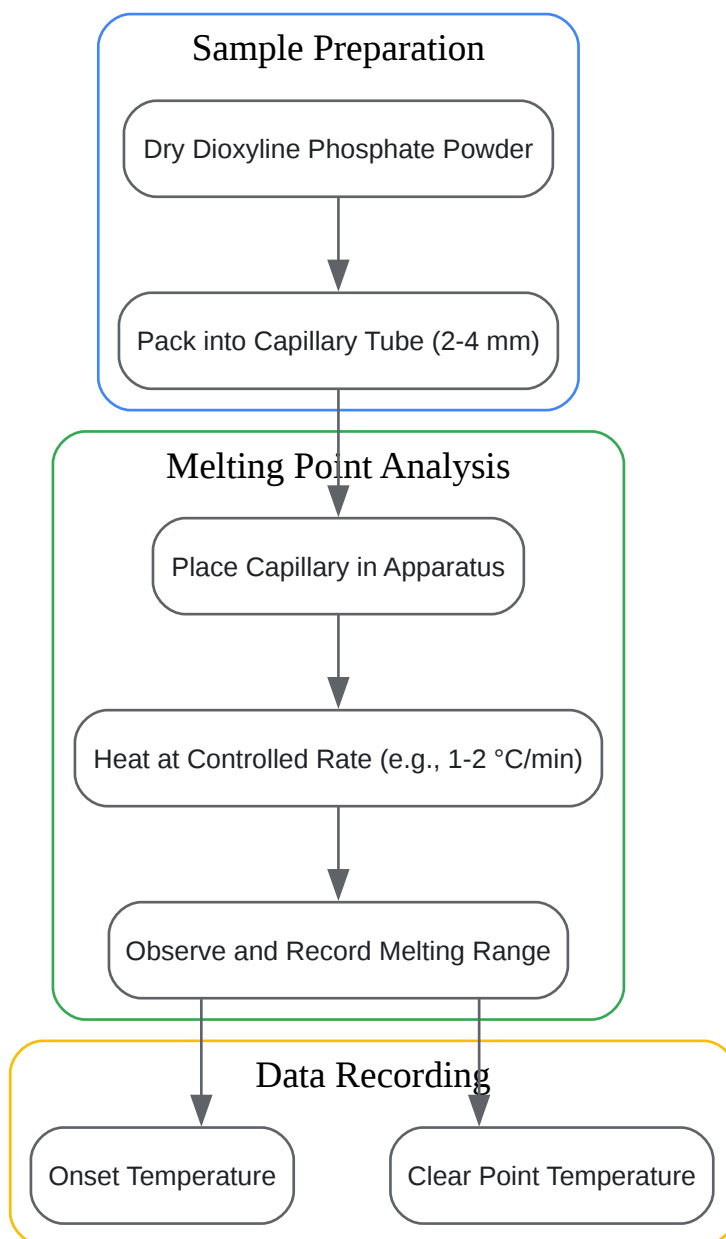 Sample Preparation
Dry Dioxyline Phosphate Powder
Pack into Capillary Tube (2-4 mm)
Melting Point Analysis
Place Capillary in Apparatus
Heat at Controlled Rate (e.g., 1-2 °C/min)
Observe and Record Melting Range
Data Recording
Onset Temperature
Clear Point Temperature